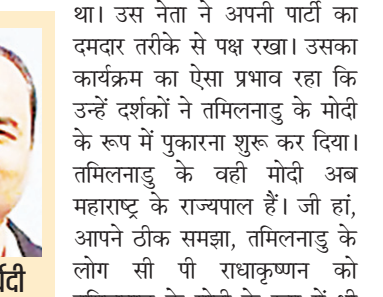 था। उस नेता ने अपनी पार्टी का
दमदार तरीके से पक्ष रखा। उसका
कार्यक्रम का ऐसा प्रभाव रहा कि
उन्हें दर्शकों ने तमिलनाडु के मोदी
के रूप में पुकारना शुरू कर दिया।
तमिलनाडु के वही मोदी अब
महाराष्ट्र के राज्यपाल हैं। जी हां,
आपने ठीक समझा, तमिलनाडु के
लोग सी पी राधाकृष्णन को